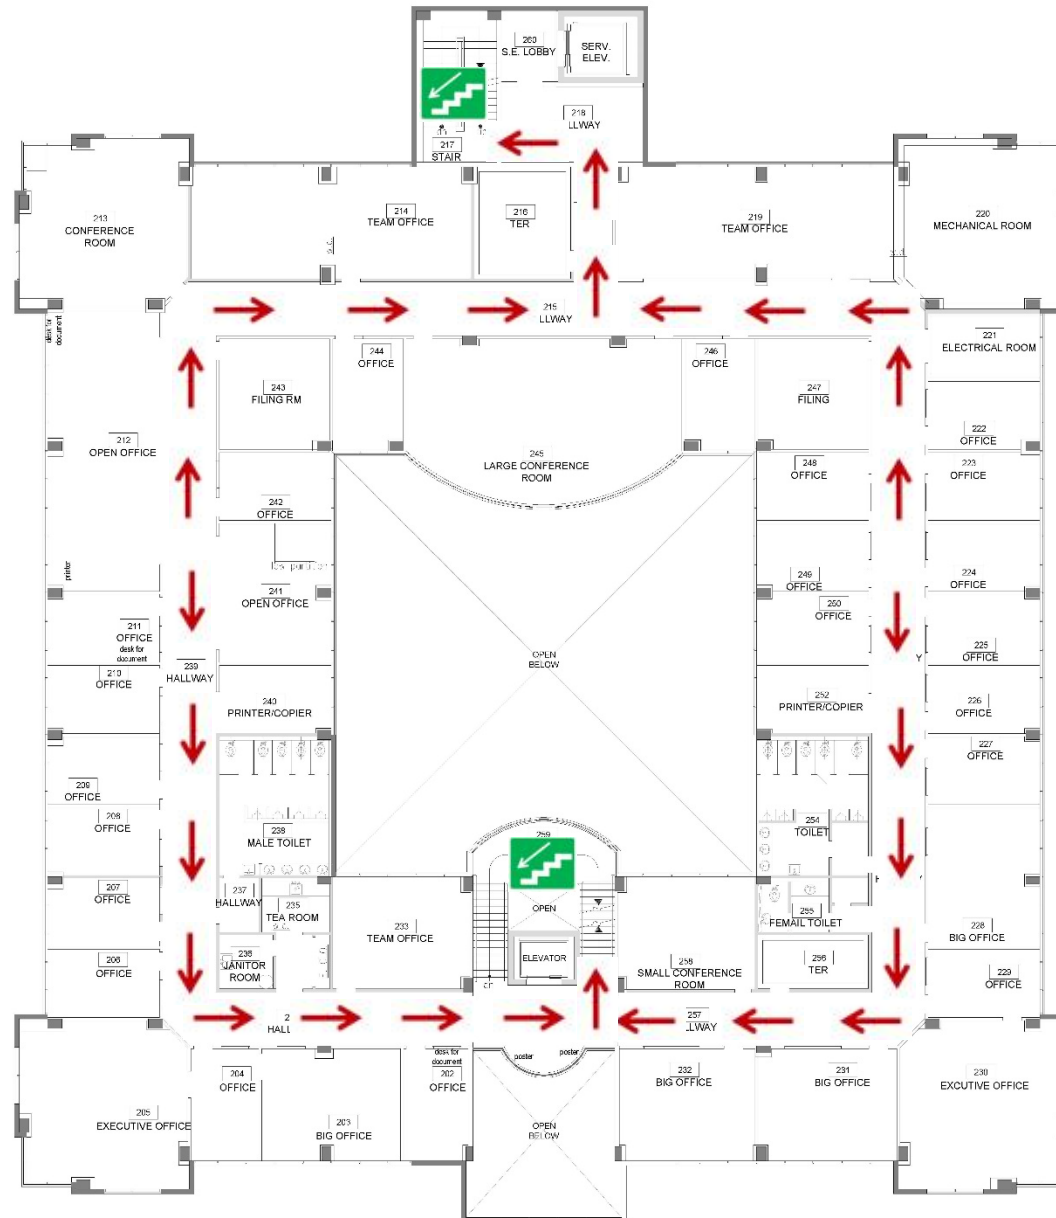 260
S.E. LOBBY
SERV.
ELEV.
218
LLWAY
217
STAIR
213
CONFERENCE
ROOM
214
TEAM OFFICE
216
TER
219
TEAM OFFICE
220
MECHANICAL ROOM
desk for
document
215
LLWAY
221
ELECTRICAL ROOM
244
OFFICE
246
OFFICE
243
FILING RM
247
FILING
222
OFFICE
212
OPEN OFFICE
245
LARGE CONFERENCE
ROOM
248
OFFICE
223
OFFICE
242
OFFICE
printer
241
OPEN OFFICE
249
OFFICE
250
OFFICE
224
OFFICE
211
OFFICE
desk for
document
239
HALLWAY
OPEN
BELOW
225
OFFICE
Y
210
OFFICE
240
PRINTER/COPIER
252
PRINTER/COPIER
226
OFFICE
227
OFFICE
209
OFFICE
208
OFFICE
238
MALE TOILET
259
254
TOILET
207
OFFICE
237
HALLWAY
235
TEA ROOM
OPEN
255
FEMAIL TOILET
233
TEAM OFFICE
228
BIG OFFICE
206
OFFICE
236
JANITOR
ROOM
ELEVATOR
258
SMALL CONFERENCE
ROOM
256
TER
229
OFFICE
2
HALL
257
LLWAY
desk for
document
poster
poster
204
OFFICE
202
OFFICE
232
BIG OFFICE
231
BIG OFFICE
230
EXCUTIVE OFFICE
205
EXECUTIVE OFFICE
203
BIG OFFICE
OPEN
BELOW